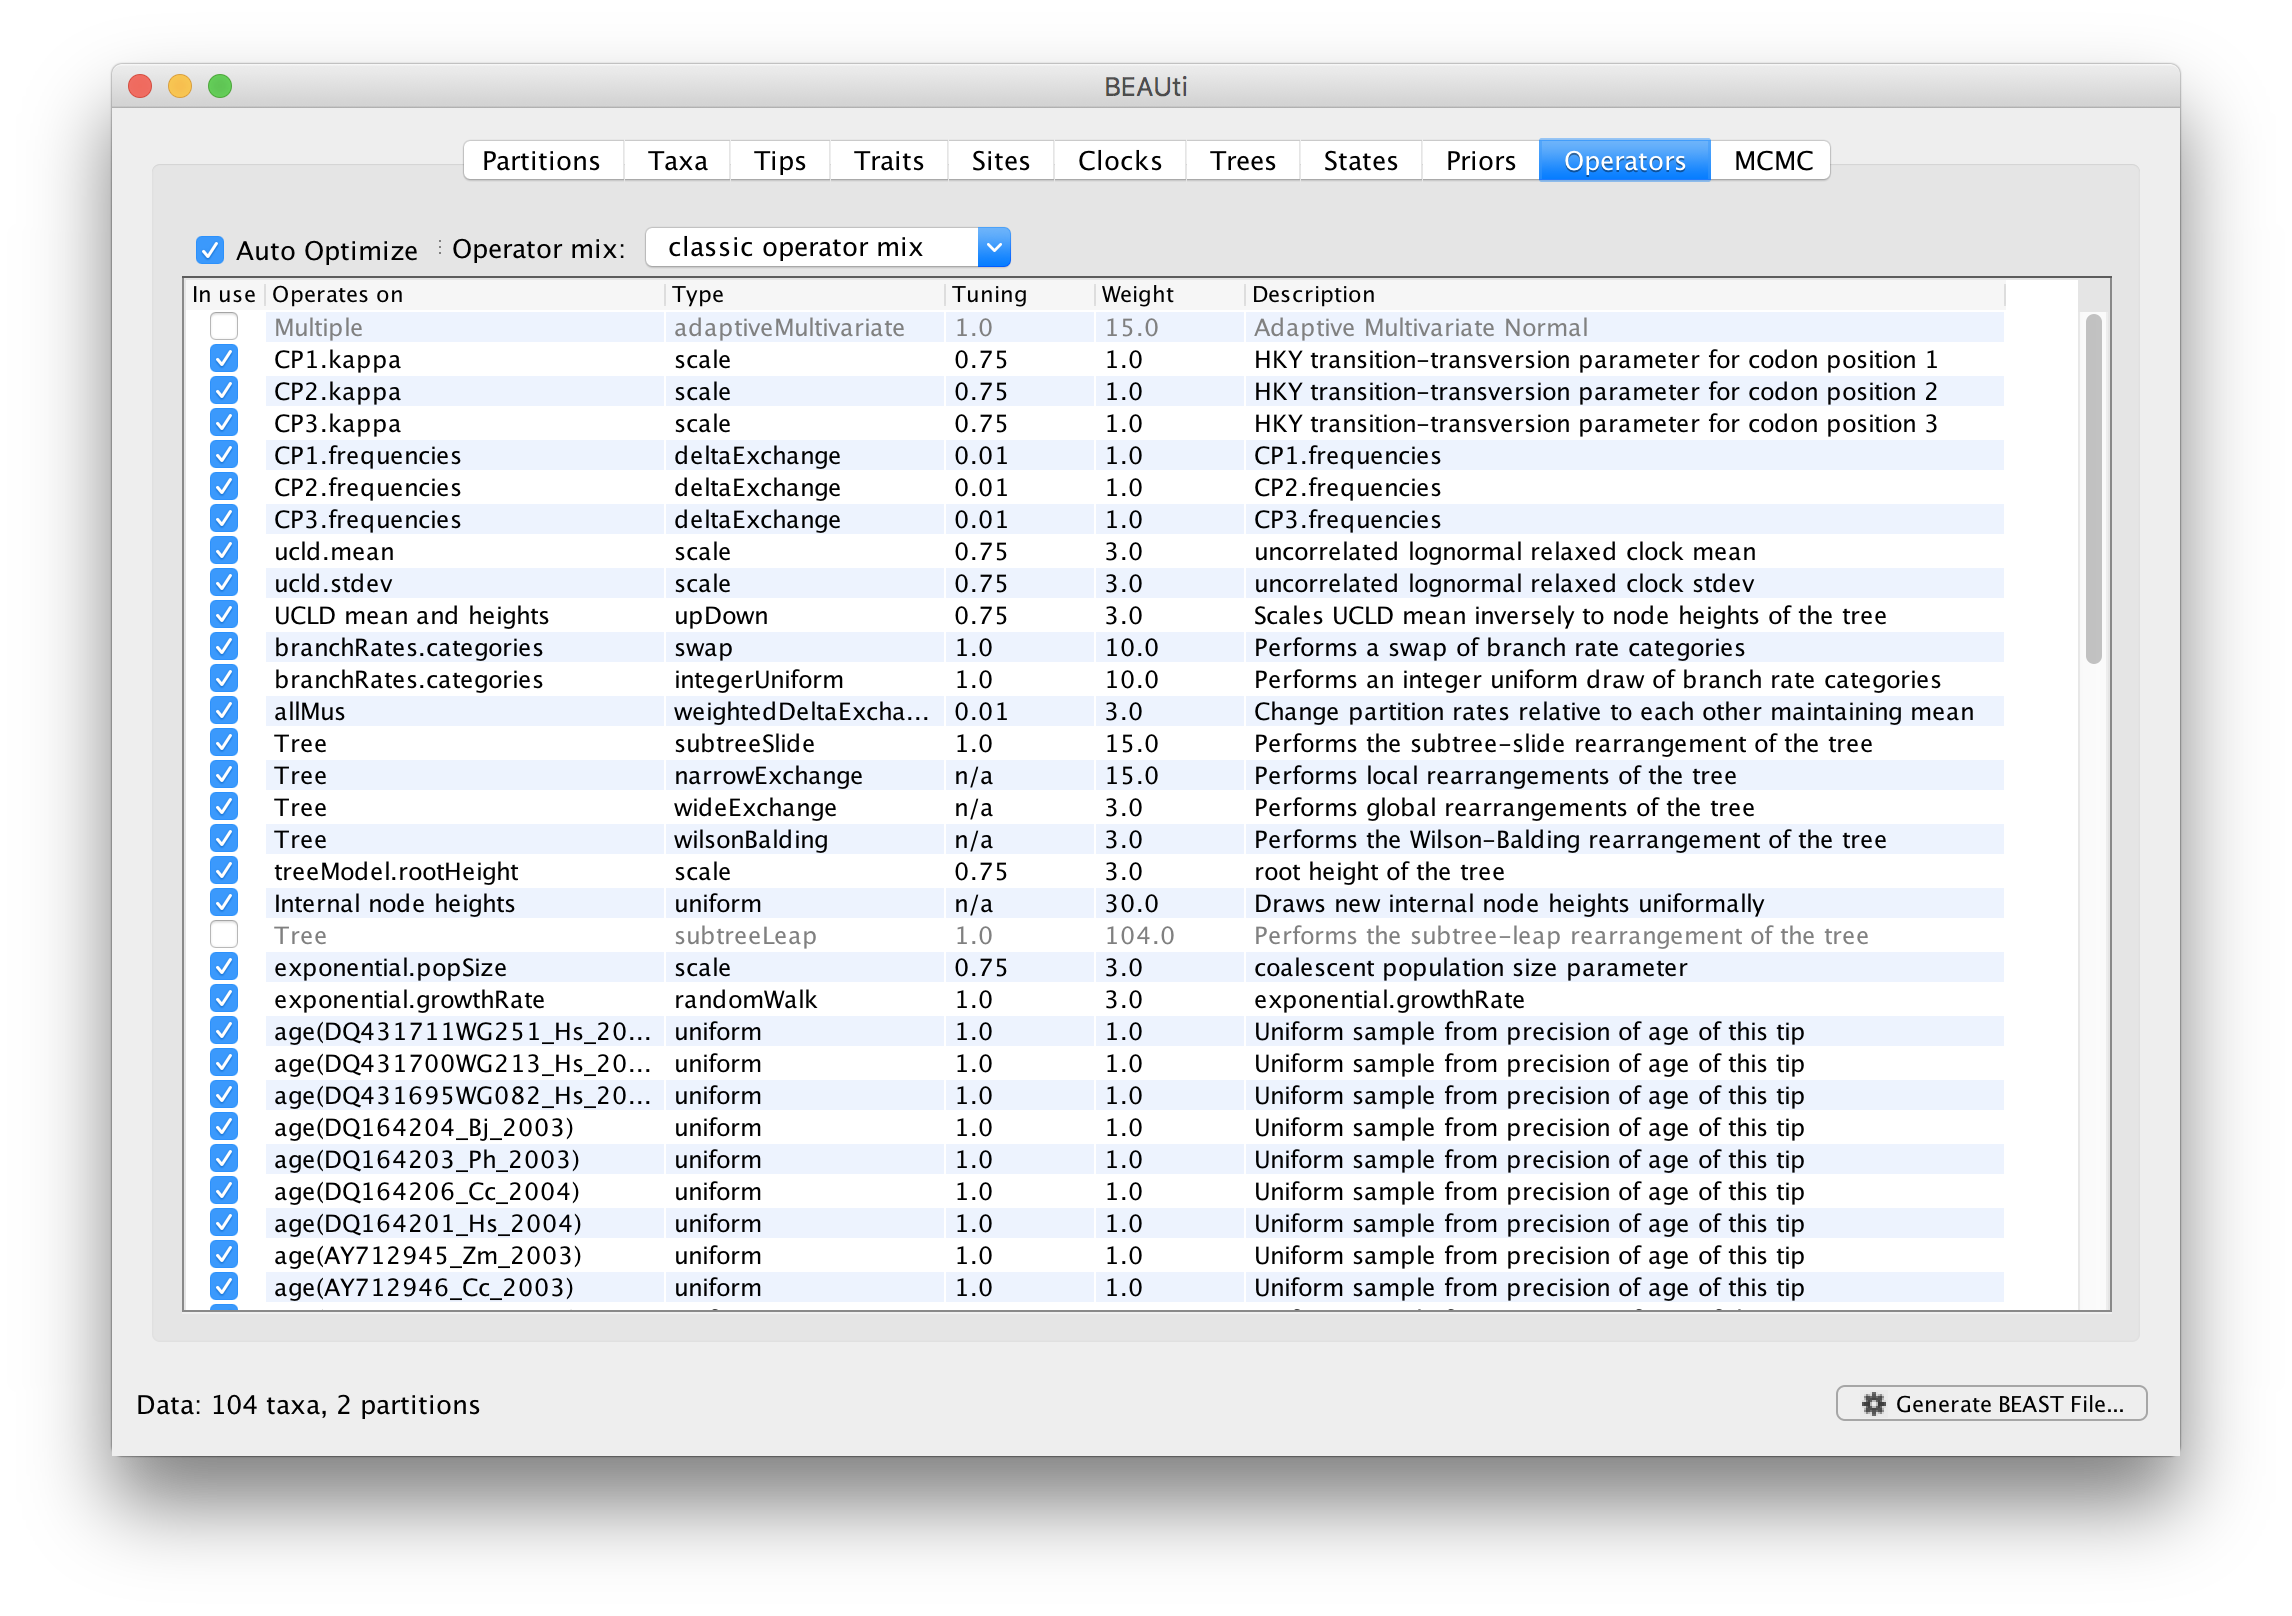 BEAUti
Partitions Taxa Tips Traits Sites Clocks Trees States Priors Operators MCMC
Auto Optimize Operator mix: classic operator mix
In use Operates on Type Tuning Weight Description
Multiple adaptiveMultivariate 1.0 15.0 Adaptive Multivariate Normal
CP1.kappa scale 0.75 1.0 HKY transition-transversion parameter for codon position 1
CP2.kappa scale 0.75 1.0 HKY transition-transversion parameter for codon position 2
CP3.kappa scale 0.75 1.0 HKY transition-transversion parameter for codon position 3
CP1.frequencies deltaExchange 0.01 1.0 CP1.frequencies
CP2.frequencies deltaExchange 0.01 1.0 CP2.frequencies
CP3.frequencies deltaExchange 0.01 1.0 CP3.frequencies
ucld.mean scale 0.75 3.0 uncorrelated lognormal relaxed clock mean
ucld.stdev scale 0.75 3.0 uncorrelated lognormal relaxed clock stdev
UCLD mean and heights upDown 0.75 3.0 Scales UCLD mean inversely to node heights of the tree
branchRates.categories swap 1.0 10.0 Performs a swap of branch rate categories
branchRates.categories integerUniform 1.0 10.0 Performs an integer uniform draw of branch rate categories
allMus weightedDeltaExcha... 0.01 3.0 Change partition rates relative to each other maintaining mean
Tree subtreeSlide 1.0 15.0 Performs the subtree-slide rearrangement of the tree
Tree narrowExchange n/a 15.0 Performs local rearrangements of the tree
Tree wideExchange n/a 3.0 Performs global rearrangements of the tree
Tree wilsonBalding n/a 3.0 Performs the Wilson-Balding rearrangement of the tree
treeModel.rootHeight scale 0.75 3.0 root height of the tree
Internal node heights uniform n/a 30.0 Draws new internal node heights uniformally
Tree subtreeLeap 1.0 104.0 Performs the subtree-leap rearrangement of the tree
exponential.popSize scale 0.75 3.0 coalescent population size parameter
exponential.growthRate randomWalk 1.0 3.0 exponential.growthRate
age(DQ431711WG251_Hs_20... uniform 1.0 1.0 Uniform sample from precision of age of this tip
age(DQ431700WG213_Hs_20... uniform 1.0 1.0 Uniform sample from precision of age of this tip
age(DQ431695WG082_Hs_20... uniform 1.0 1.0 Uniform sample from precision of age of this tip
age(DQ164204_Bj_2003) uniform 1.0 1.0 Uniform sample from precision of age of this tip
age(DQ164203_Ph_2003) uniform 1.0 1.0 Uniform sample from precision of age of this tip
age(DQ164206_Cc_2004) uniform 1.0 1.0 Uniform sample from precision of age of this tip
age(DQ164201_Hs_2004) uniform 1.0 1.0 Uniform sample from precision of age of this tip
age(AY712945_Zm_2003) uniform 1.0 1.0 Uniform sample from precision of age of this tip
age(AY712946_Cc_2003) uniform 1.0 1.0 Uniform sample from precision of age of this tip
Data: 104 taxa, 2 partitions
Generate BEAST File...